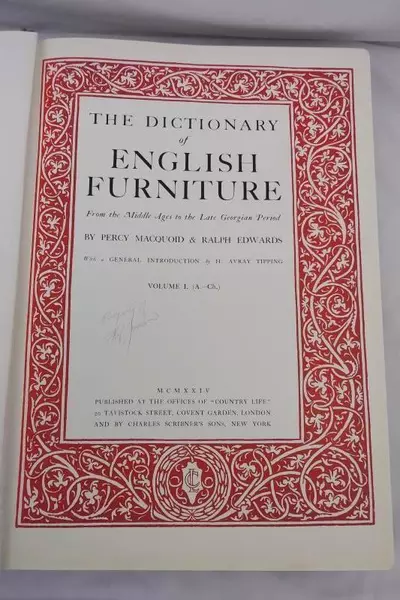 THE DICTIONARY
of
ENGLISH
FURNITURE
From the Middle Ages to the Late Georgian Period
BY PERCY MACQUOID & RALPH EDWARDS
With a GENERAL INTRODUCTION by H. AVRAY TIPPING
VOLUME I. (A.-Ch.)
MCMXXIV
PUBLISHED AT THE OFFICES OF "COUNTRY LIFE"
20 TAVISTOCK STREET, COVENT GARDEN, LONDON
AND BY CHARLES SCRIBNER'S SONS, NEW YORK